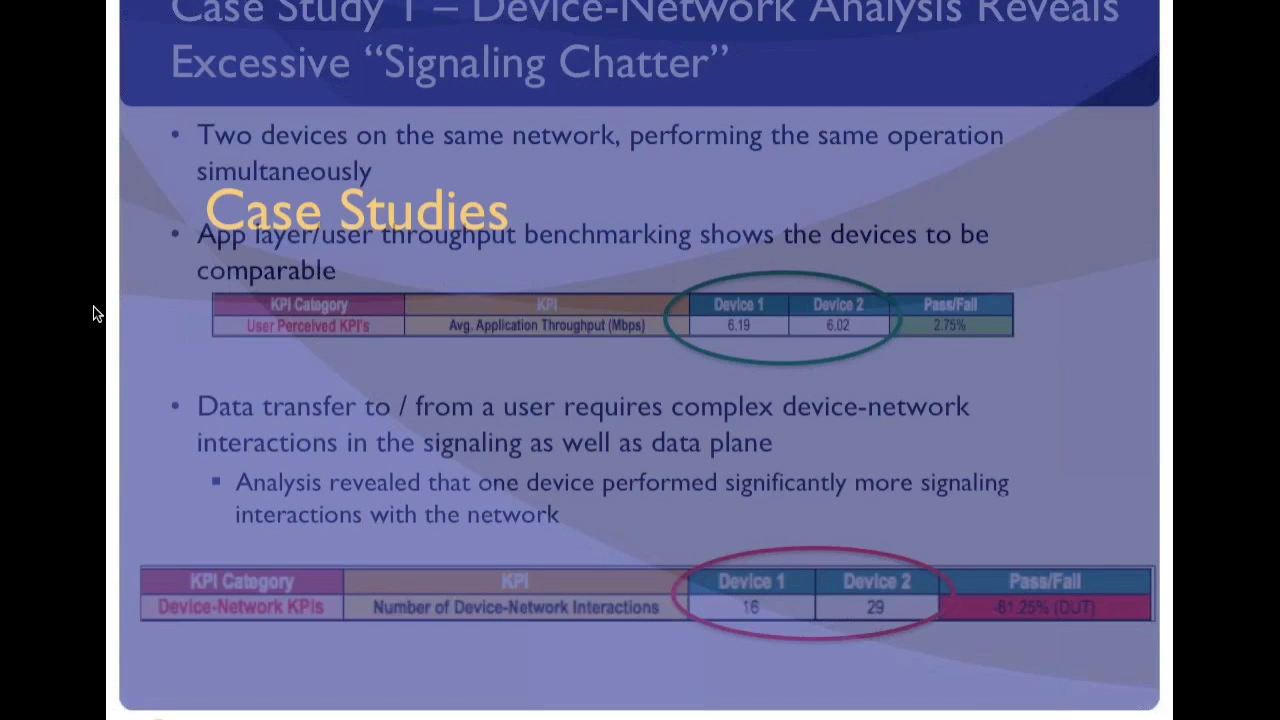 Case Study 1 – Device-Network Analysis Reveals
Excessive “Signaling Chatter”
• Two devices on the same network, performing the same operation
simultaneously
Case Studies
• App layer/user throughput benchmarking shows the devices to be
comparable
KPI Category KPI Device 1 Device 2 Pass/Fail
User Perceived KPI's Avg. Application Throughput (Mbps) 6.19 6.02 2.75%
• Data transfer to / from a user requires complex device-network
interactions in the signaling as well as data plane
▪ Analysis revealed that one device performed significantly more signaling
interactions with the network
KPI Category KPI Device 1 Device 2 Pass/Fail
Device-Network KPIs Number of Device-Network Interactions 16 29 -81.25% (DUT)